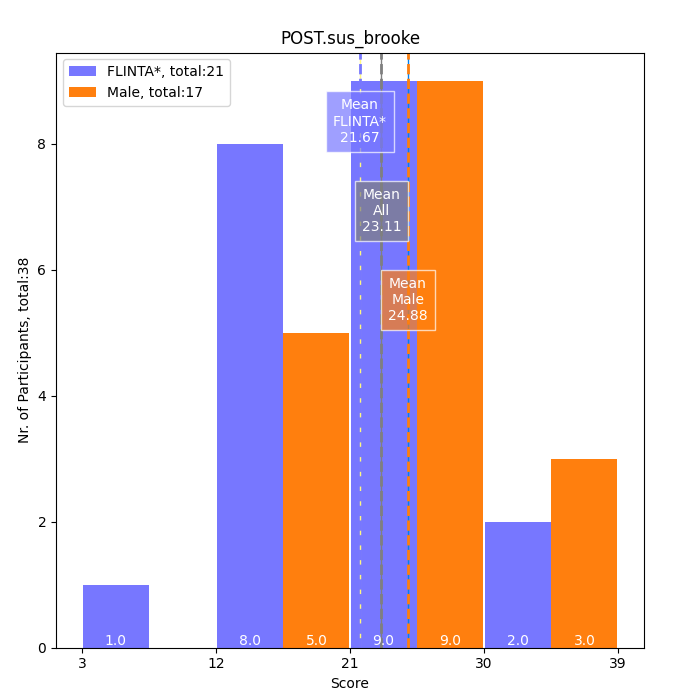 POST.sus_brooke
FLINTA*, total:21
Male, total:17
Mean
FLINTA*
21.67
Mean
All
23.11
Mean
Male
24.88
Nr. of Participants, total:38
8
6
4
2
0
1.0
8.0
5.0
9.0
9.0
2.0
3.0
3
12
21
30
39
Score